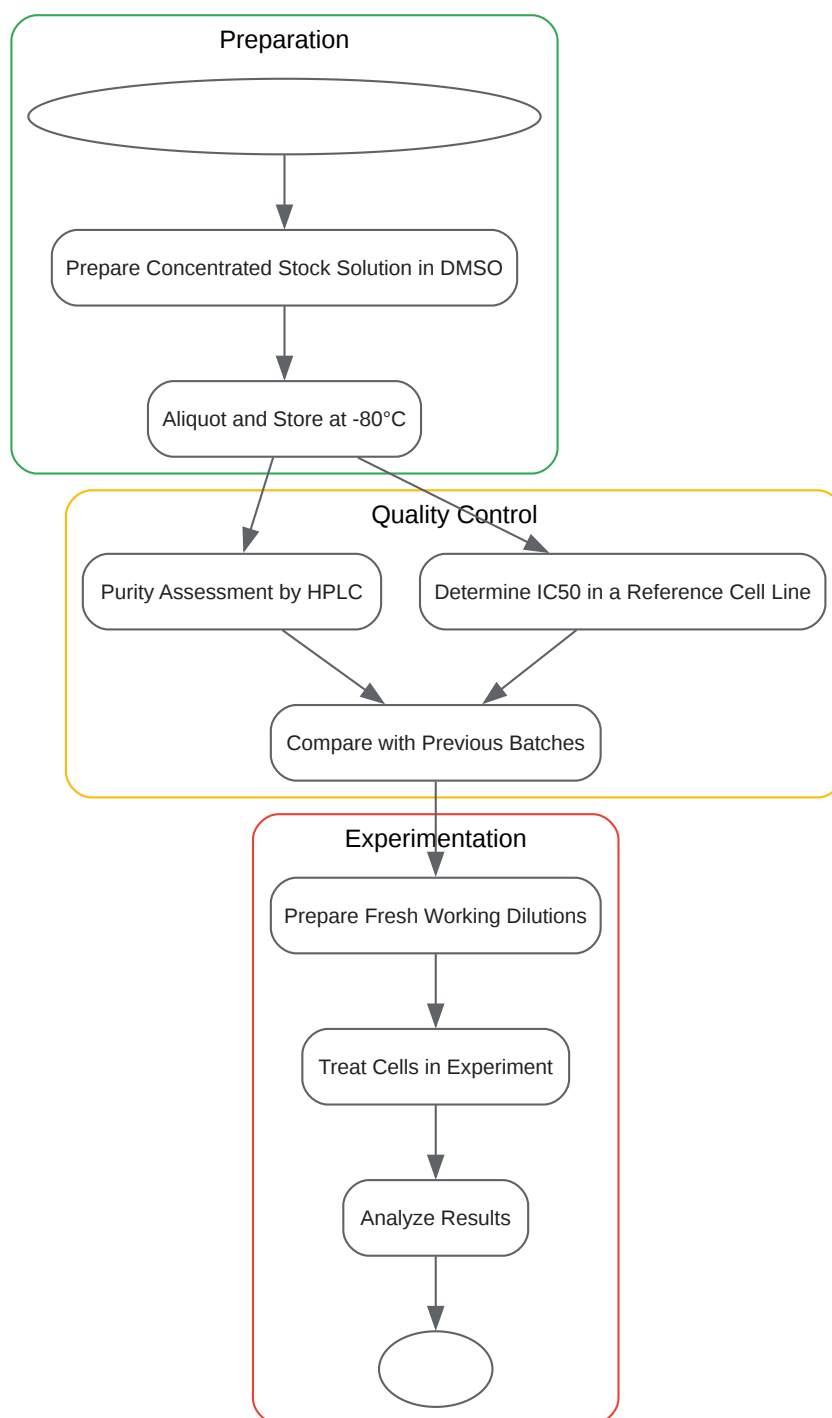 Preparation
Prepare Concentrated Stock Solution in DMSO
Aliquot and Store at -80°C
Quality Control
Purity Assessment by HPLC
Determine IC50 in a Reference Cell Line
Compare with Previous Batches
Experimentation
Prepare Fresh Working Dilutions
Treat Cells in Experiment
Analyze Results